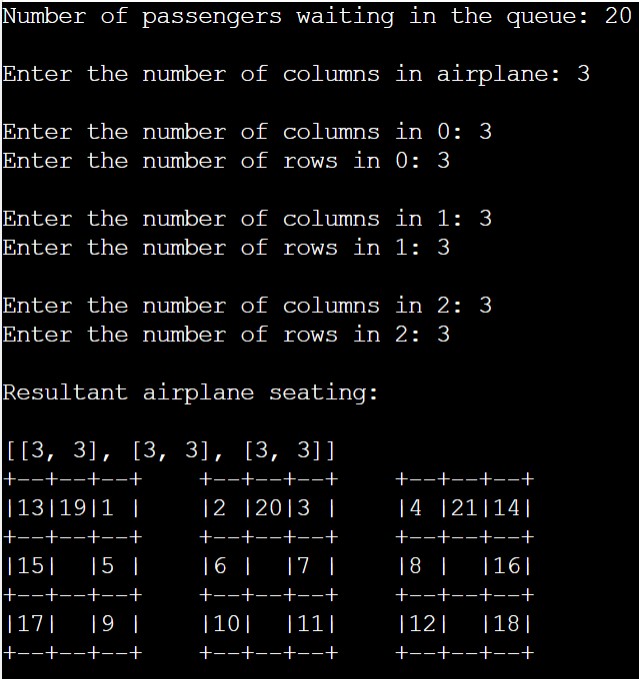 Number of passengers waiting in the queue: 20
Enter the number of columns in airplane: 3
Enter the number of columns in 0: 3
Enter the number of rows in 0: 3
Enter the number of columns in 1: 3
Enter the number of rows in 1: 3
Enter the number of columns in 2: 3
Enter the number of rows in 2: 3
Resultant airplane seating:
[[3, 3], [3, 3], [3, 3]]
+--+--+--+    +--+--+--+    +--+--+--+
|13|19|1 |    |2 |20|3 |    |4 |21|14|
+--+--+--+    +--+--+--+    +--+--+--+
|15|  |5 |    |6 |  |7 |    |8 |  |16|
+--+--+--+    +--+--+--+    +--+--+--+
|17|  |9 |    |10|  |11|    |12|  |18|
+--+--+--+    +--+--+--+    +--+--+--+